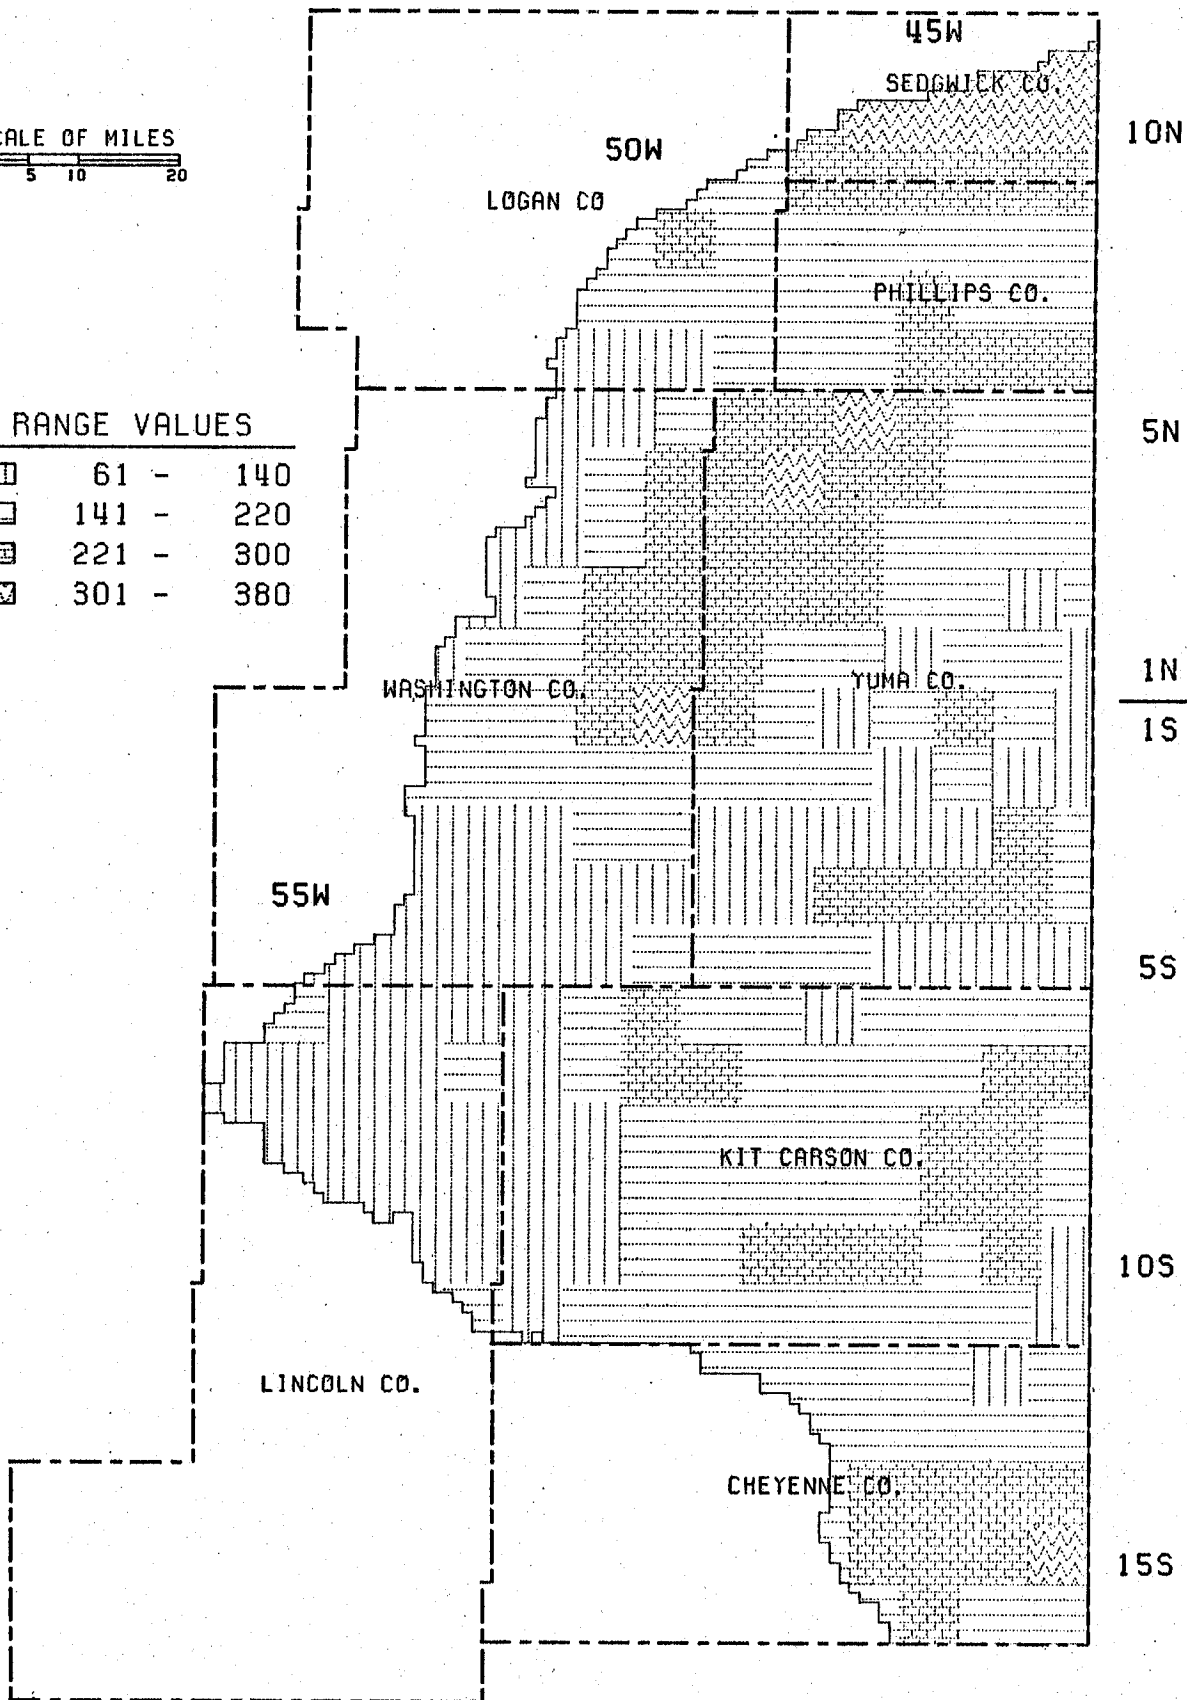 45W
SEDGWICK CO.
10N
CALE OF MILES
5 10 20
50W
LOGAN CO
PHILLIPS CO.
RANGE VALUES
61 - 140
141 - 220
221 - 300
301 - 380
5N
1N
WASHINGTON CO.
YUMA CO.
1S
55W
5S
KIT CARSON CO.
10S
LINCOLN CO.
CHEYENNE CO.
15S